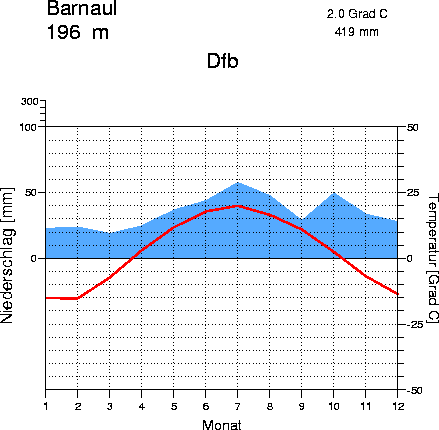 Barnaul
196 m
2.0 Grad C
419 mm
Dfb
300
100
50
0
Niederschlag [mm]
50
25
0
-25
-50
Temperatur [Grad C]
1 2 3 4 5 6 7 8 9 10 11 12
Monat